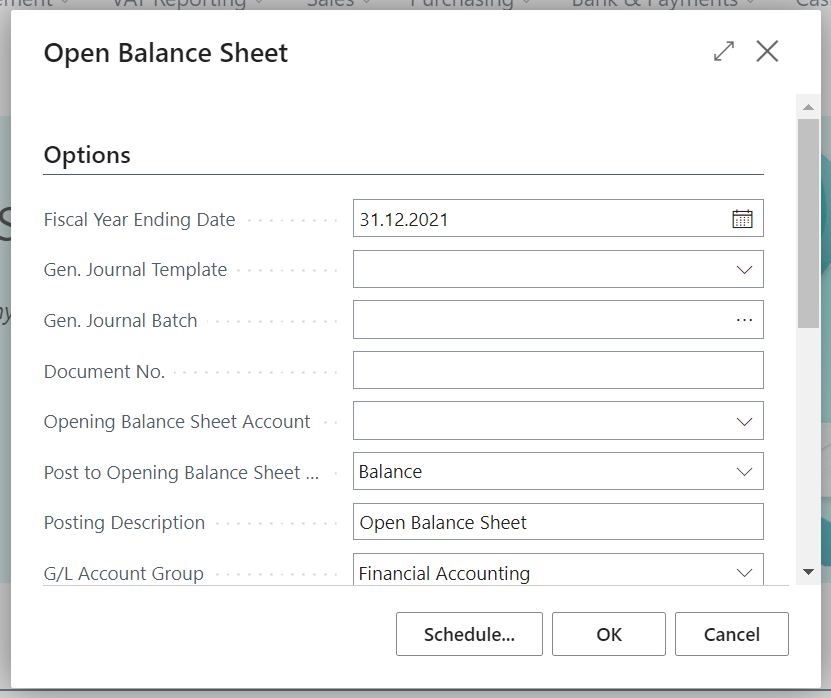 VAT Reporting Sales Purchasing Bank & Payments
Open Balance Sheet
Options
Fiscal Year Ending Date 31.12.2021
Gen. Journal Template
Gen. Journal Batch ...
Document No.
Opening Balance Sheet Account
Post to Opening Balance Sheet ... Balance
Posting Description Open Balance Sheet
G/L Account Group Financial Accounting
Schedule... OK Cancel